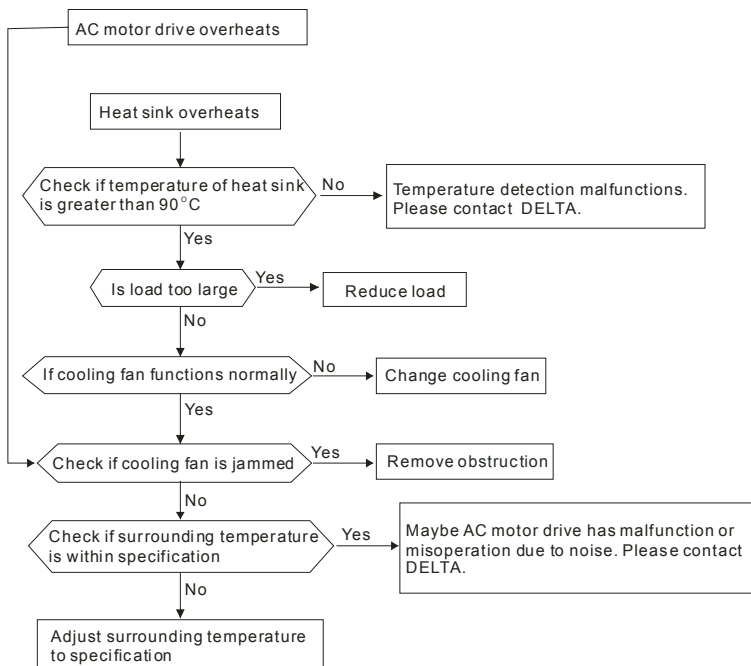 AC motor drive overheats
Heat sink overheats
Check if temperature of heat sink
is greater than 90°C
No
Temperature detection malfunctions.
Please contact DELTA.
Yes
Is load too large
Yes
Reduce load
No
If cooling fan functions normally
No
Change cooling fan
Yes
Check if cooling fan is jammed
Yes
Remove obstruction
No
Check if surrounding temperature
is within specification
Yes
Maybe AC motor drive has malfunction or
misoperation due to noise. Please contact
DELTA.
No
Adjust surrounding temperature
to specification